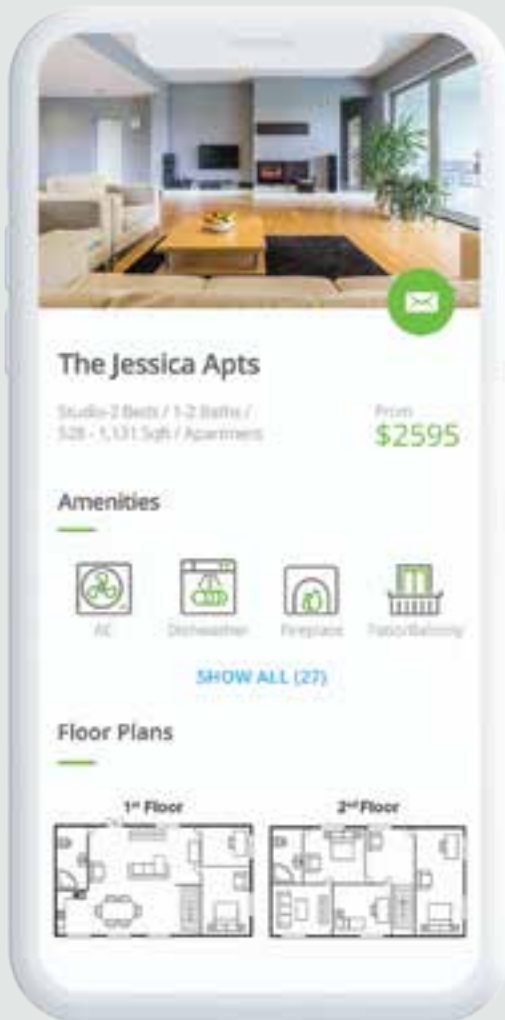 The Jessica Apts
Studio-2 Beds / 1-2 Baths /
528 - 1,131 Sqft / Apartment
From
$2595
Amenities
AC
Dishwasher
Fireplace
Patio/Balcony
SHOW ALL (27)
Floor Plans
1st Floor
2nd Floor